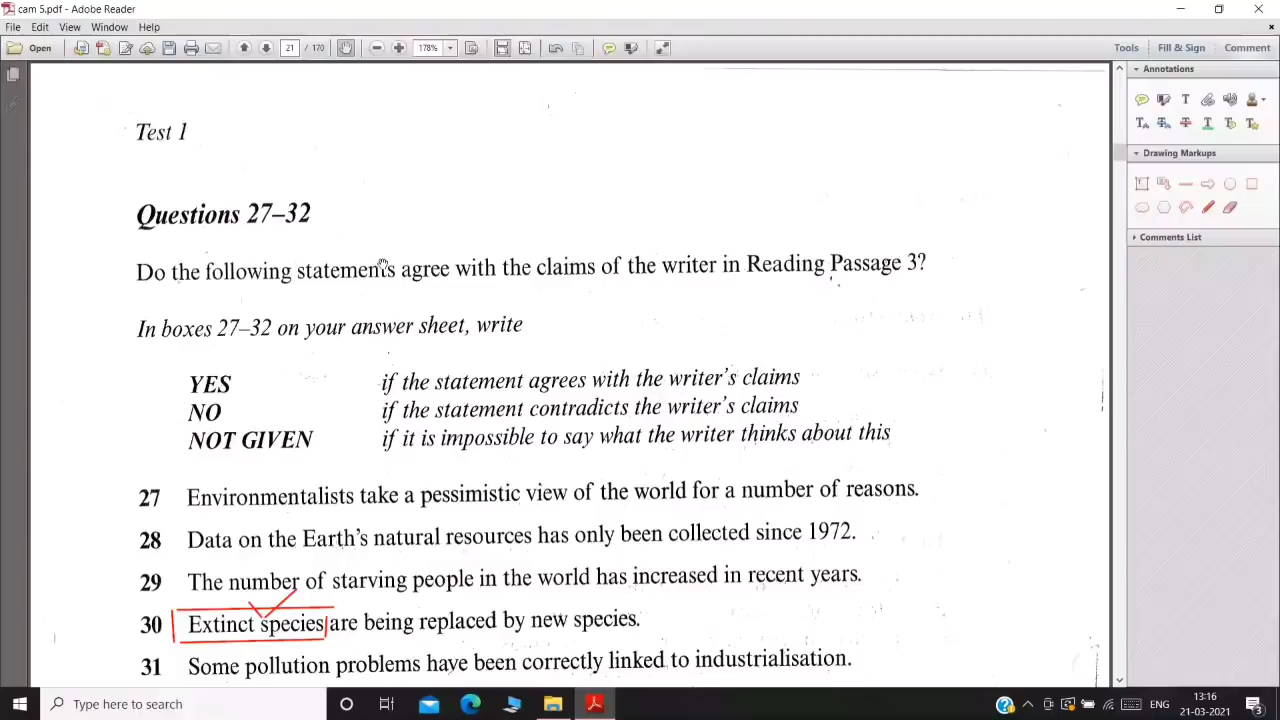 cam 5.pdf - Adobe Reader
File Edit View Window Help
Open 21 / 170 178% Tools Fill & Sign Comment
Annotations
Drawing Markups
Comments List
Test 1
Questions 27–32
Do the following statements agree with the claims of the writer in Reading Passage 3?
In boxes 27–32 on your answer sheet, write
YES if the statement agrees with the writer's claims
NO if the statement contradicts the writer's claims
NOT GIVEN if it is impossible to say what the writer thinks about this
27 Environmentalists take a pessimistic view of the world for a number of reasons.
28 Data on the Earth's natural resources has only been collected since 1972.
29 The number of starving people in the world has increased in recent years.
30 Extinct species are being replaced by new species.
31 Some pollution problems have been correctly linked to industrialisation.
Type here to search
ENG
13:16
21-03-2021
3